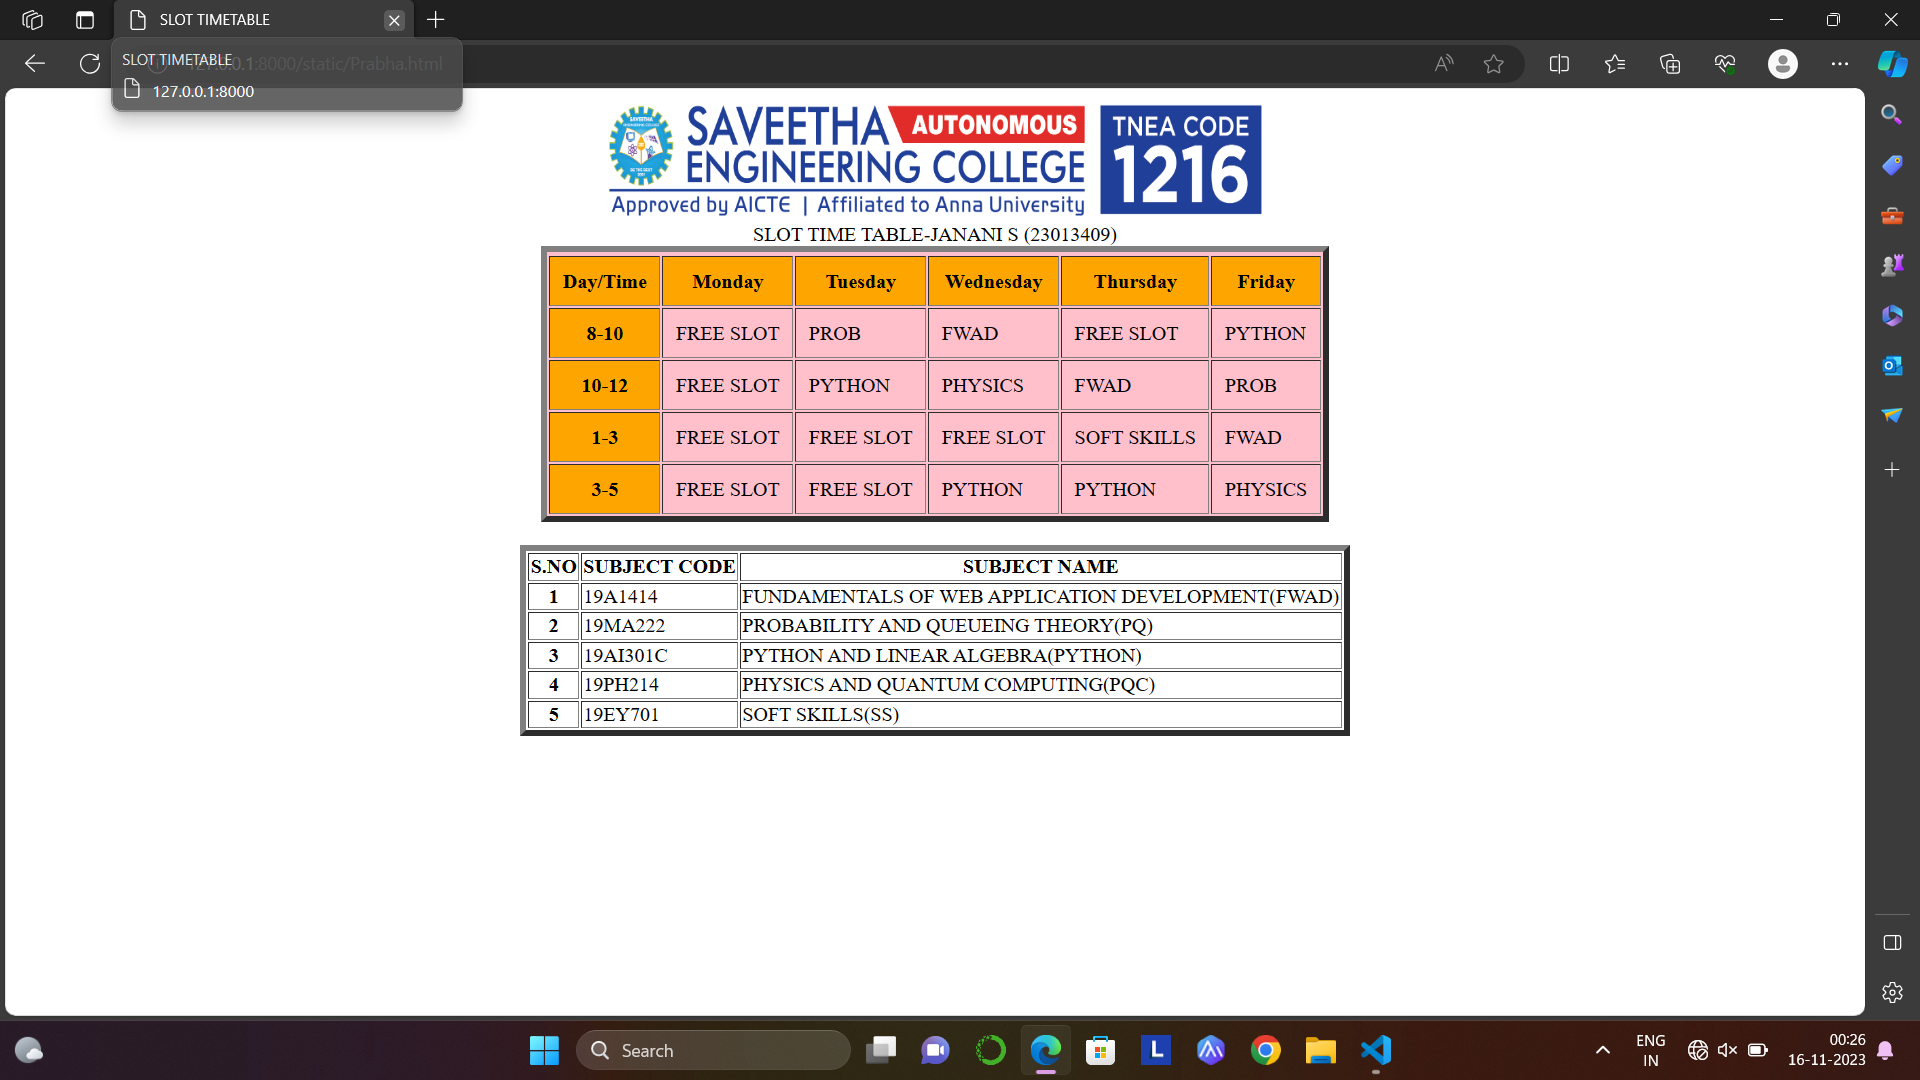 SLOT TIMETABLE
SLOT TIMETABLE
127.0.0.1:8000/static/Prabha.html
127.0.0.1:8000
SAVEETHA AUTONOMOUS
ENGINEERING COLLEGE
Approved by AICTE | Affiliated to Anna University
TNEA CODE
1216
SLOT TIME TABLE-JANANI S (23013409)
Day/Time Monday Tuesday Wednesday Thursday Friday
8-10 FREE SLOT PROB FWAD FREE SLOT PYTHON
10-12 FREE SLOT PYTHON PHYSICS FWAD PROB
1-3 FREE SLOT FREE SLOT FREE SLOT SOFT SKILLS FWAD
3-5 FREE SLOT FREE SLOT PYTHON PYTHON PHYSICS
S.NO SUBJECT CODE SUBJECT NAME
1 19A1414 FUNDAMENTALS OF WEB APPLICATION DEVELOPMENT(FWAD)
2 19MA222 PROBABILITY AND QUEUEING THEORY(PQ)
3 19AI301C PYTHON AND LINEAR ALGEBRA(PYTHON)
4 19PH214 PHYSICS AND QUANTUM COMPUTING(PQC)
5 19EY701 SOFT SKILLS(SS)
Search
ENG
IN
00:26
16-11-2023